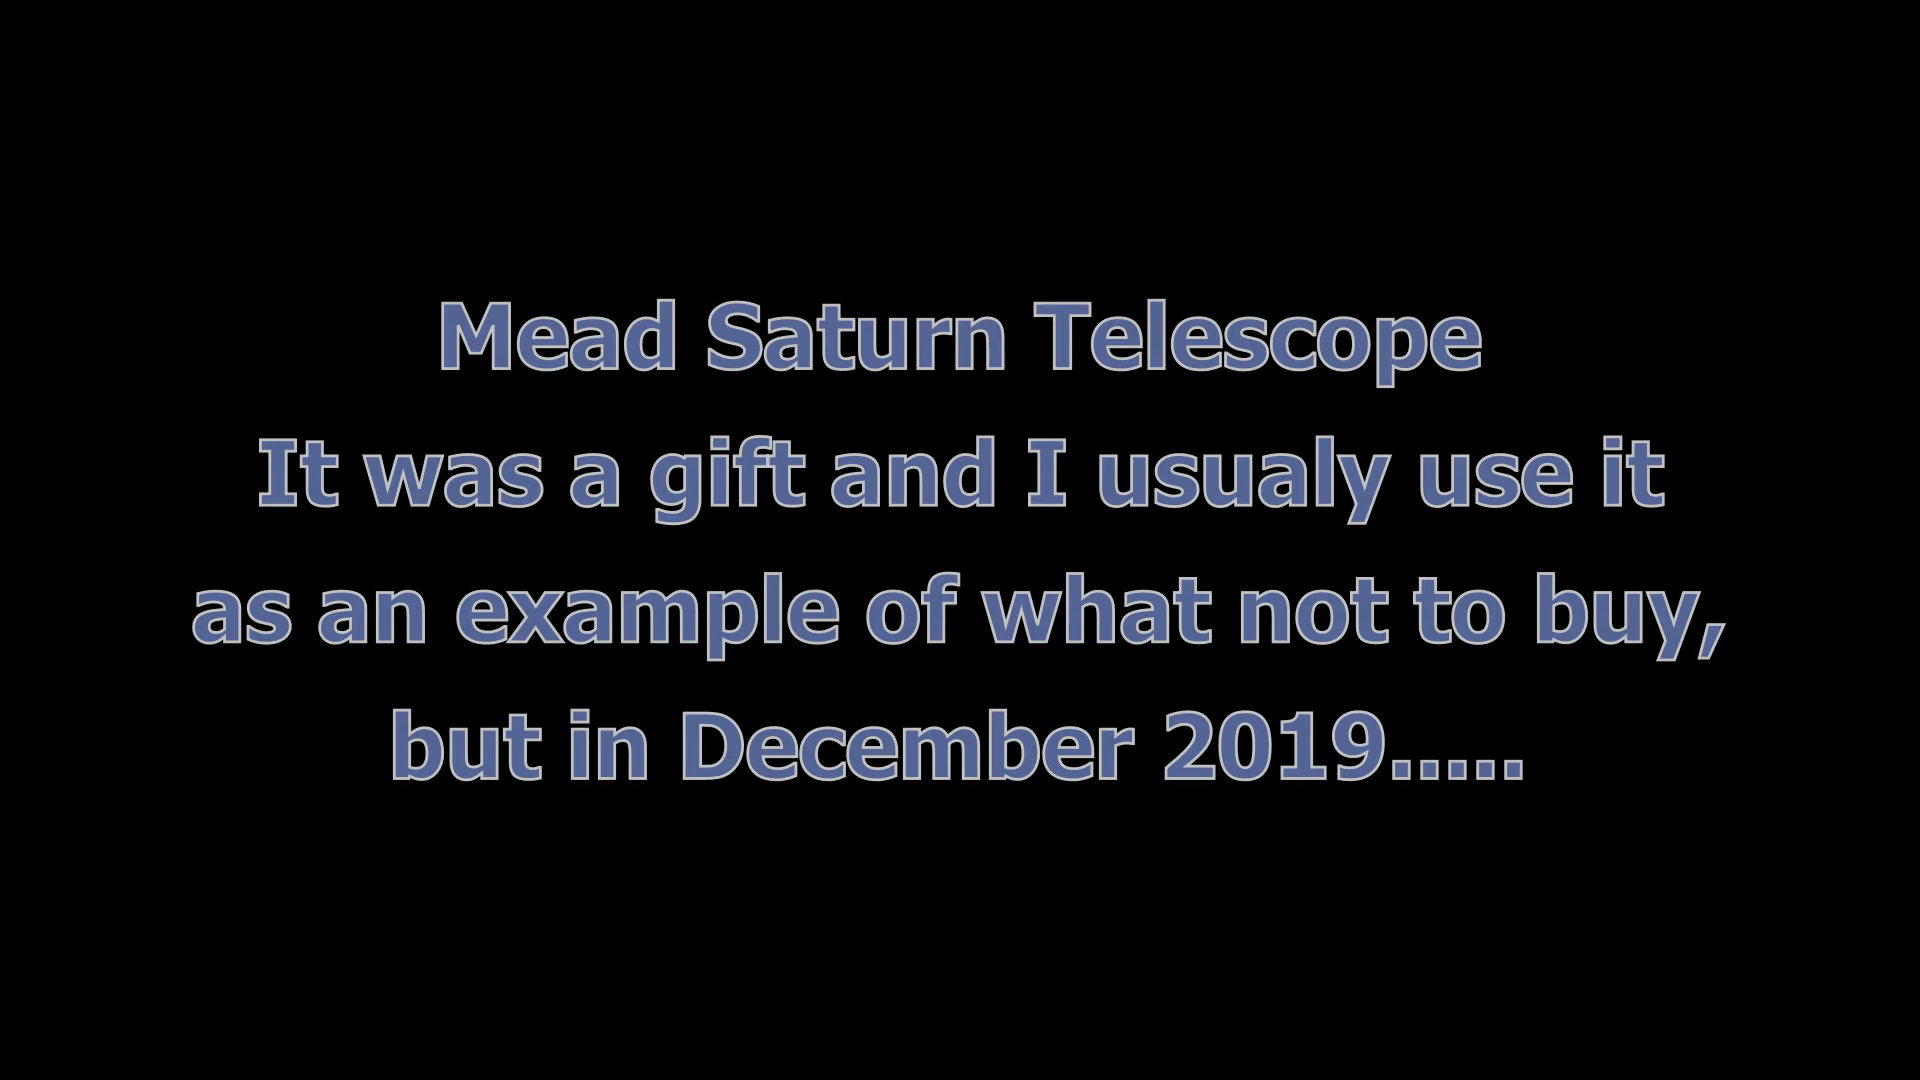 Mead Saturn Telescope
It was a gift and I usualy use it
as an example of what not to buy,
but in December 2019.....